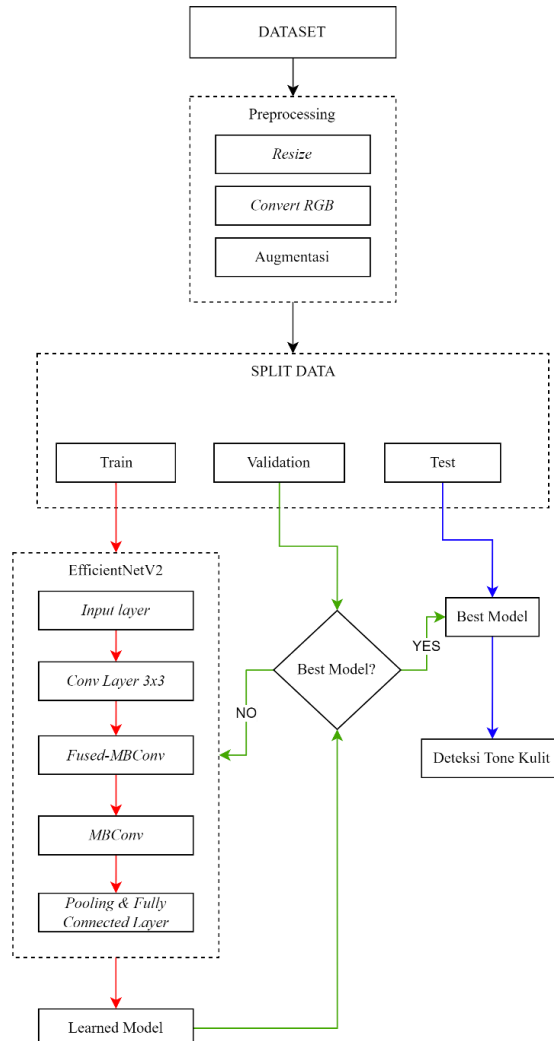 DATASET
Preprocessing
Resize
Convert RGB
Augmentasi
SPLIT DATA
Train
Validation
Test
EfficientNetV2
Input layer
Conv Layer 3x3
Fused-MBConv
MBConv
Pooling & Fully
Connected Layer
Learned Model
Best Model?
NO
YES
Best Model
Deteksi Tone Kulit